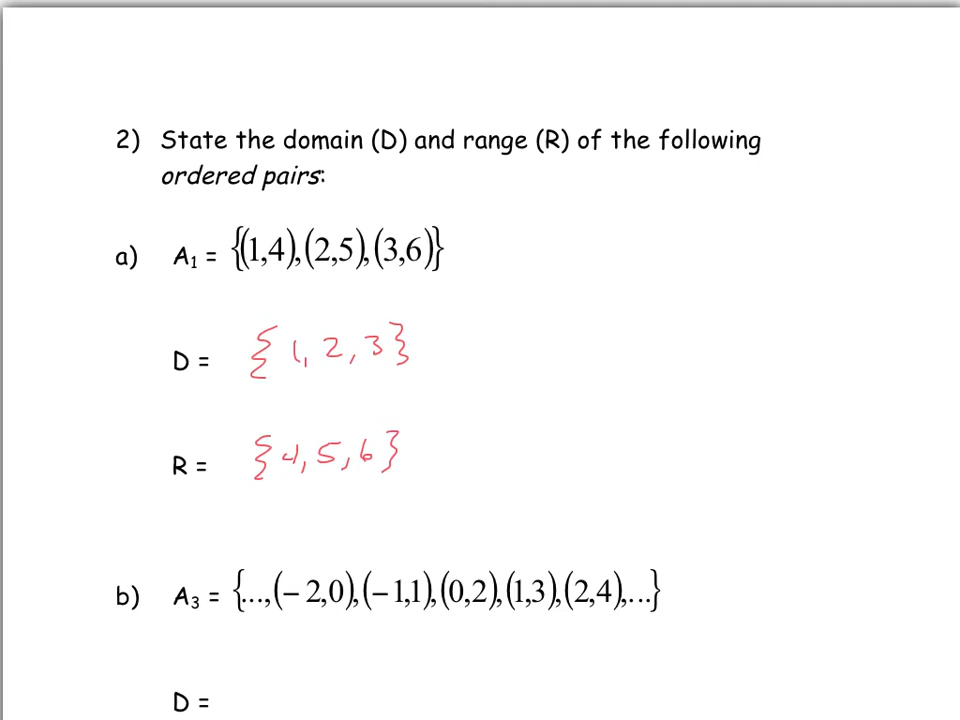 2) State the domain (D) and range (R) of the following
ordered pairs:
a) A₁ = {(1,4),(2,5),(3,6)}
D = {1, 2, 3}
R = {4, 5, 6}
b) A₃ = {...,(−2,0),(−1,1),(0,2),(1,3),(2,4),...}
D =